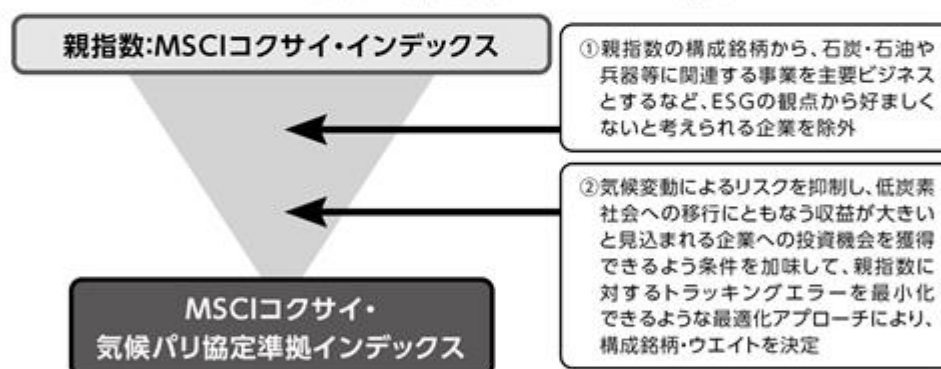 親指数:MSCIコクサイ・インデックス
①親指数の構成銘柄から、石炭・石油や
兵器等に関連する事業を主要ビジネス
とするなど、ESGの観点から好ましく
ないと考えられる企業を除外
②気候変動によるリスクを抑制し、低炭素
社会への移行にともなう収益が大きい
と見込まれる企業への投資機会を獲得
できるよう条件を加味して、親指数に
対するトラッキングエラーを最小化
できるような最適化アプローチにより、
構成銘柄・ウエイトを決定
MSCIコクサイ・
気候パリ協定準拠インデックス